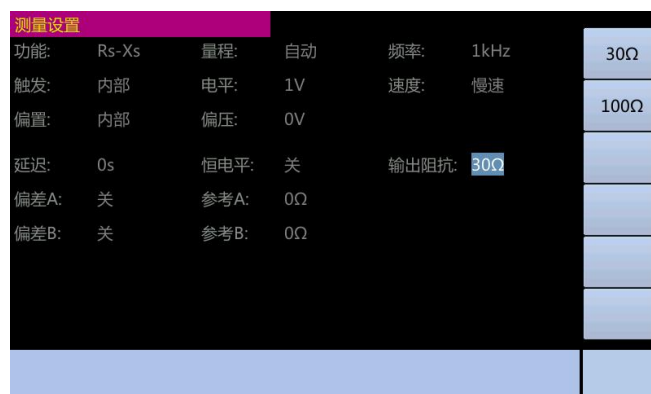 测量设置
功能: Rs-Xs 量程: 自动 频率: 1kHz
触发: 内部 电平: 1V 速度: 慢速
偏置: 内部 偏压: 0V
延迟: 0s 恒电平: 关 输出阻抗: 30Ω
偏差A: 关 参考A: 0Ω
偏差B: 关 参考B: 0Ω
30Ω
100Ω